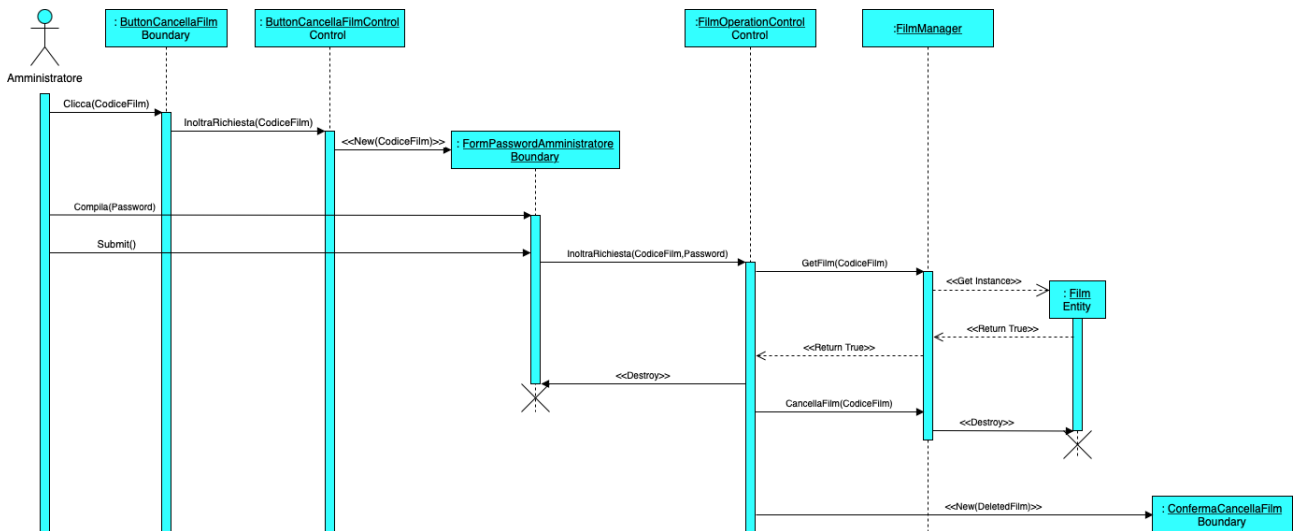 : ButtonCancellaFilm
Boundary
: ButtonCancellaFilmControl
Control
:FilmOperationControl
Control
:FilmManager
Amministratore
Clicca(CodiceFilm)
InoltraRichiesta(CodiceFilm)
<<New(CodiceFilm)>>
: FormPasswordAmministratore
Boundary
Compila(Password)
Submit()
InoltraRichiesta(CodiceFilm,Password)
GetFilm(CodiceFilm)
<<Get Instance>>
: Film
Entity
<<Return True>>
<<Return True>>
<<Destroy>>
CancellaFilm(CodiceFilm)
<<Destroy>>
<<New(DeletedFilm)>>
: ConfermaCancellaFilm
Boundary